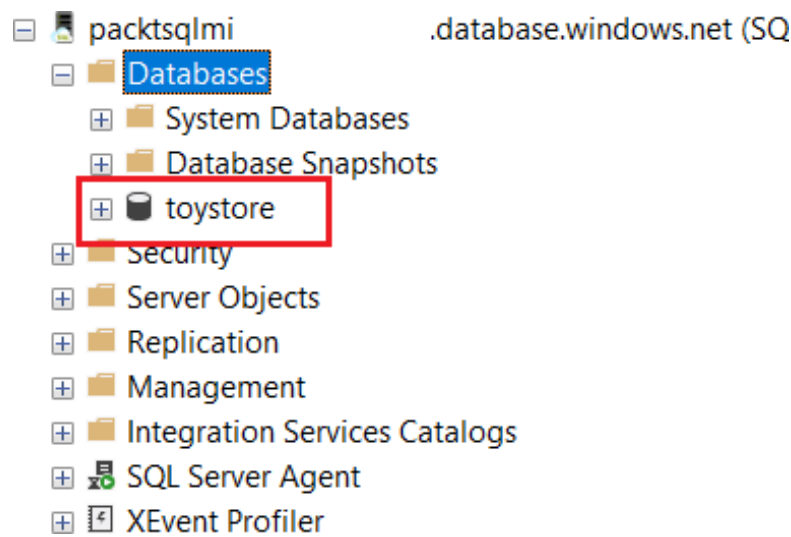 packtsqlmi .database.windows.net (SQ
Databases
System Databases
Database Snapshots
toystore
Security
Server Objects
Replication
Management
Integration Services Catalogs
SQL Server Agent
XEvent Profiler